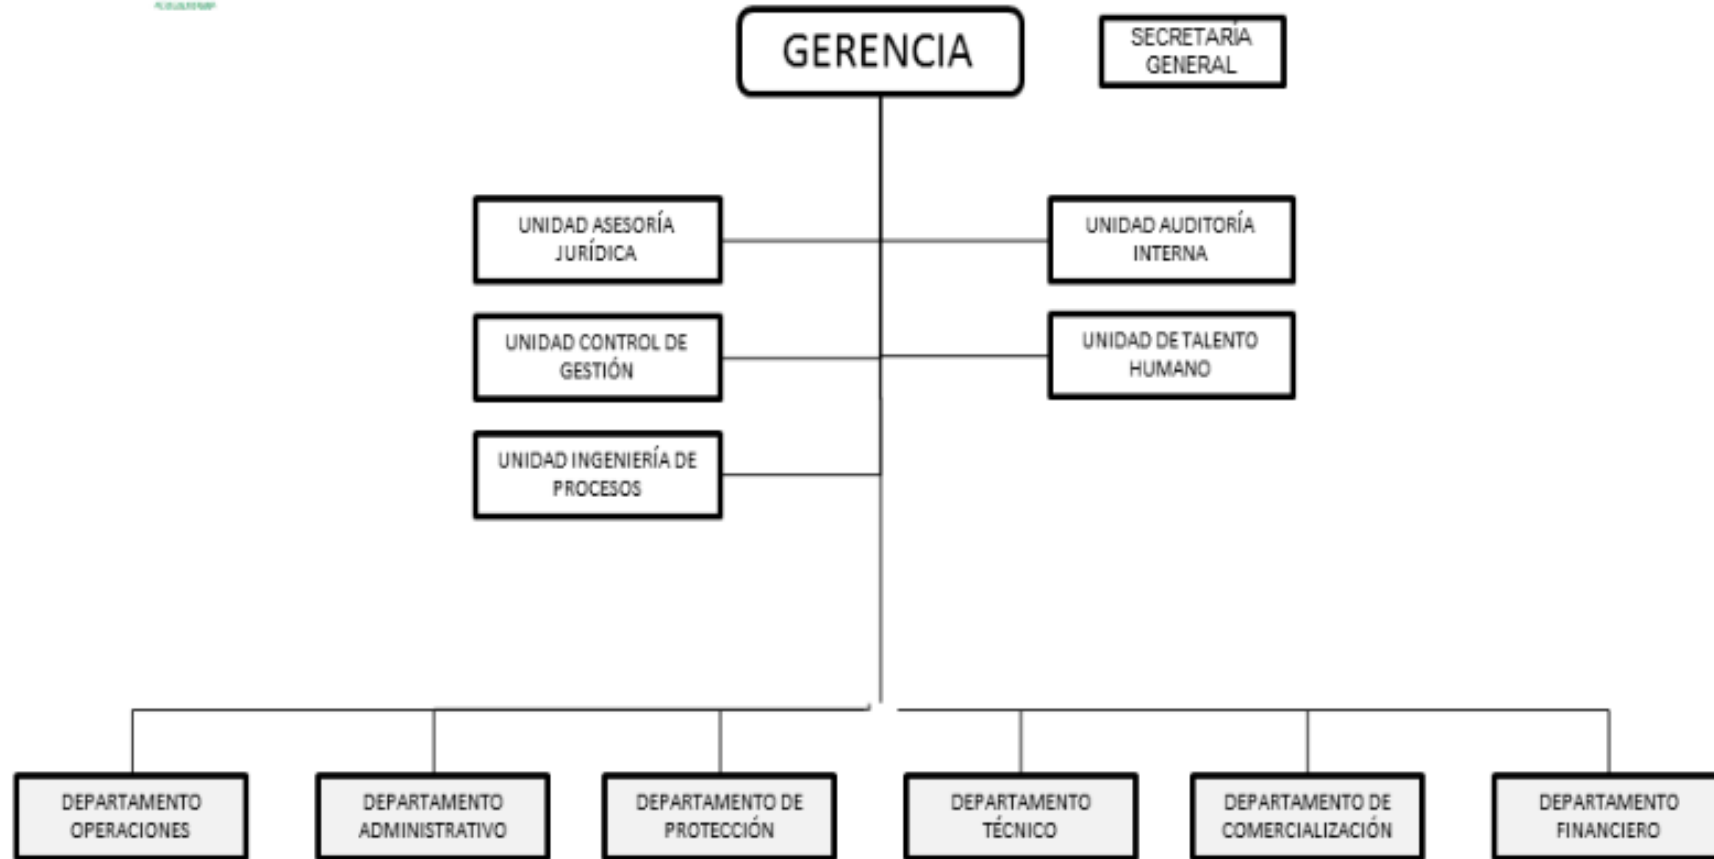 GERENCIA
SECRETARÍA
GENERAL
UNIDAD ASESORÍA
JURÍDICA
UNIDAD AUDITORÍA
INTERNA
UNIDAD CONTROL DE
GESTIÓN
UNIDAD DE TALENTO
HUMANO
UNIDAD INGENIERÍA DE
PROCESOS
DEPARTAMENTO
OPERACIONES
DEPARTAMENTO
ADMINISTRATIVO
DEPARTAMENTO DE
PROTECCIÓN
DEPARTAMENTO
TÉCNICO
DEPARTAMENTO DE
COMERCIALIZACIÓN
DEPARTAMENTO
FINANCIERO